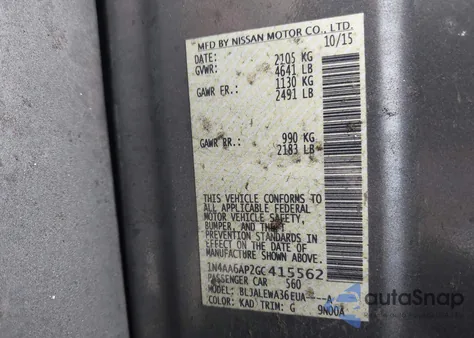 MFD BY NISSAN MOTOR CO., LTD.
DATE: 10/15
GVWR: 2105 KG
4641 LB
GAWR FR.: 1130 KG
2491 LB
GAWR RR.: 990 KG
2183 LB
THIS VEHICLE CONFORMS TO
ALL APPLICABLE FEDERAL
MOTOR VEHICLE SAFETY,
BUMPER, AND THEFT
PREVENTION STANDARDS IN
EFFECT ON THE DATE OF
MANUFACTURE SHOWN ABOVE.
1N4AA6AP2GC415562
PASSENGER CAR S60
MODEL: BLJALEWA36EUA----A
COLOR: KAD TRIM: G 9N00A
autoSnap